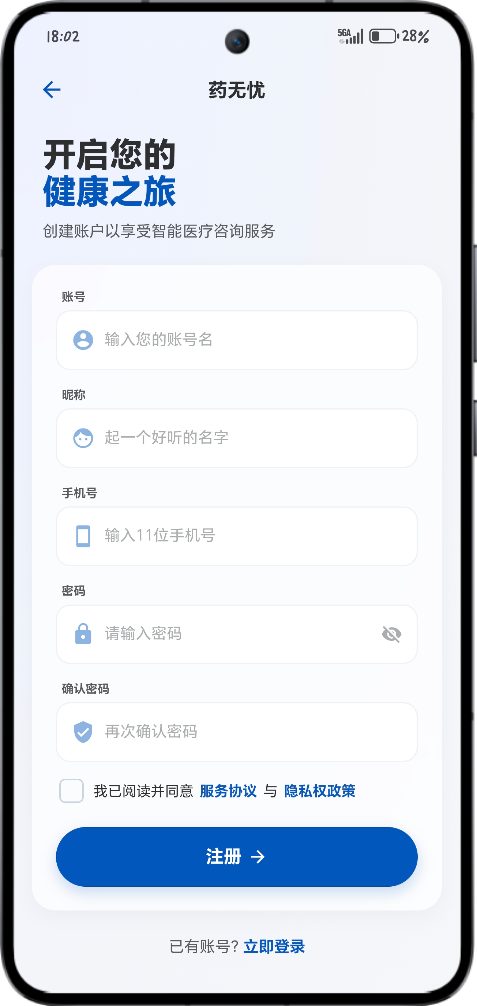 18:02 5GA 28%
药无忧
开启您的
健康之旅
创建账户以享受智能医疗咨询服务
账号
输入您的账号名
昵称
起一个好听的名字
手机号
输入11位手机号
密码
请输入密码
确认密码
再次确认密码
我已阅读并同意 服务协议 与 隐私权政策
注册 →
已有账号? 立即登录